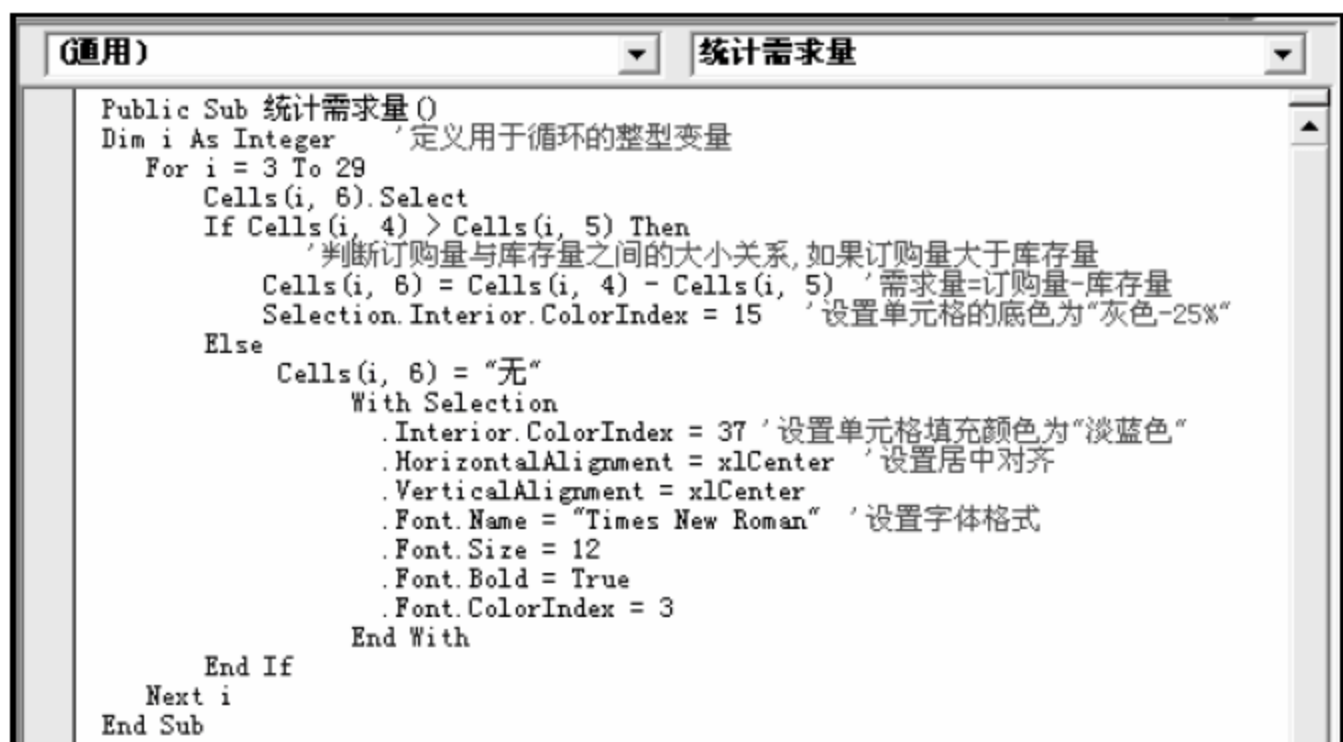 (通用)
统计需求量
Public Sub 统计需求量()
Dim i As Integer    '定义用于循环的整型变量
   For i = 3 To 29
       Cells(i, 6).Select
       If Cells(i, 4) > Cells(i, 5) Then
              '判断订购量与库存量之间的大小关系,如果订购量大于库存量
           Cells(i, 6) = Cells(i, 4) - Cells(i, 5)  '需求量=订购量-库存量
           Selection.Interior.ColorIndex = 15   '设置单元格的底色为"灰色-25%"
       Else
            Cells(i, 6) = "无"
                 With Selection
                   .Interior.ColorIndex = 37 '设置单元格填充颜色为"淡蓝色"
                   .HorizontalAlignment = xlCenter  '设置居中对齐
                   .VerticalAlignment = xlCenter
                   .Font.Name = "Times New Roman"  '设置字体格式
                   .Font.Size = 12
                   .Font.Bold = True
                   .Font.ColorIndex = 3
                 End With
       End If
   Next i
End Sub